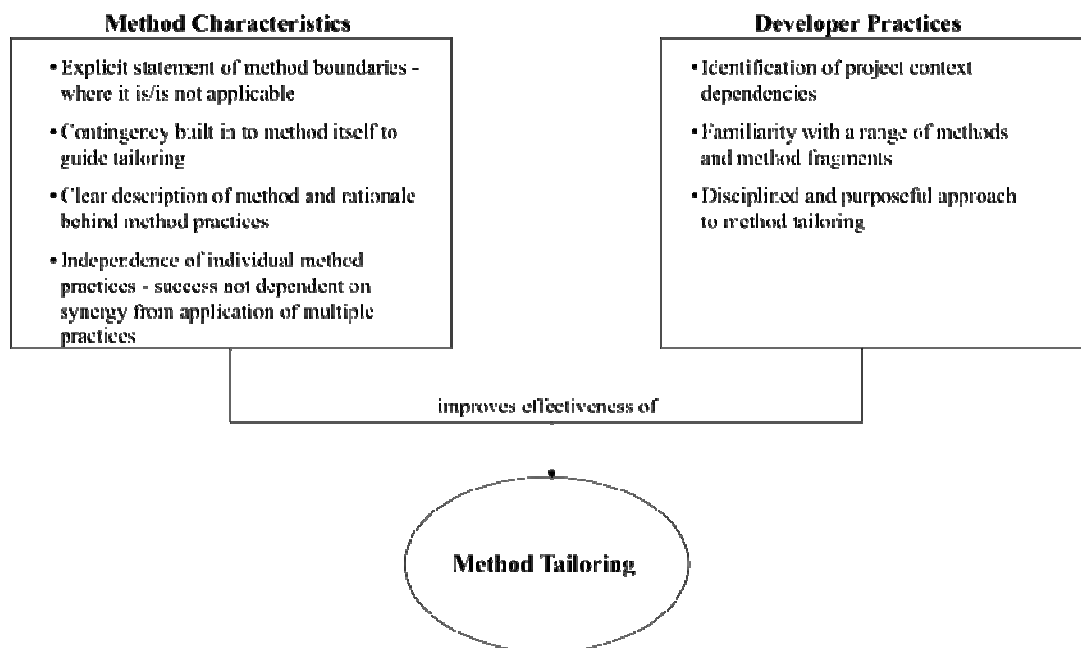 Method Characteristics
• Explicit statement of method boundaries -
where it is/is not applicable
• Contingency built in to method itself to
guide tailoring
• Clear description of method and rationale
behind method practices
• Independence of individual method
practices - success not dependent on
synergy from application of multiple
practices
Developer Practices
• Identification of project context
dependencies
• Familiarity with a range of methods
and method fragments
• Disciplined and purposeful approach
to method tailoring
improves effectiveness of
Method Tailoring